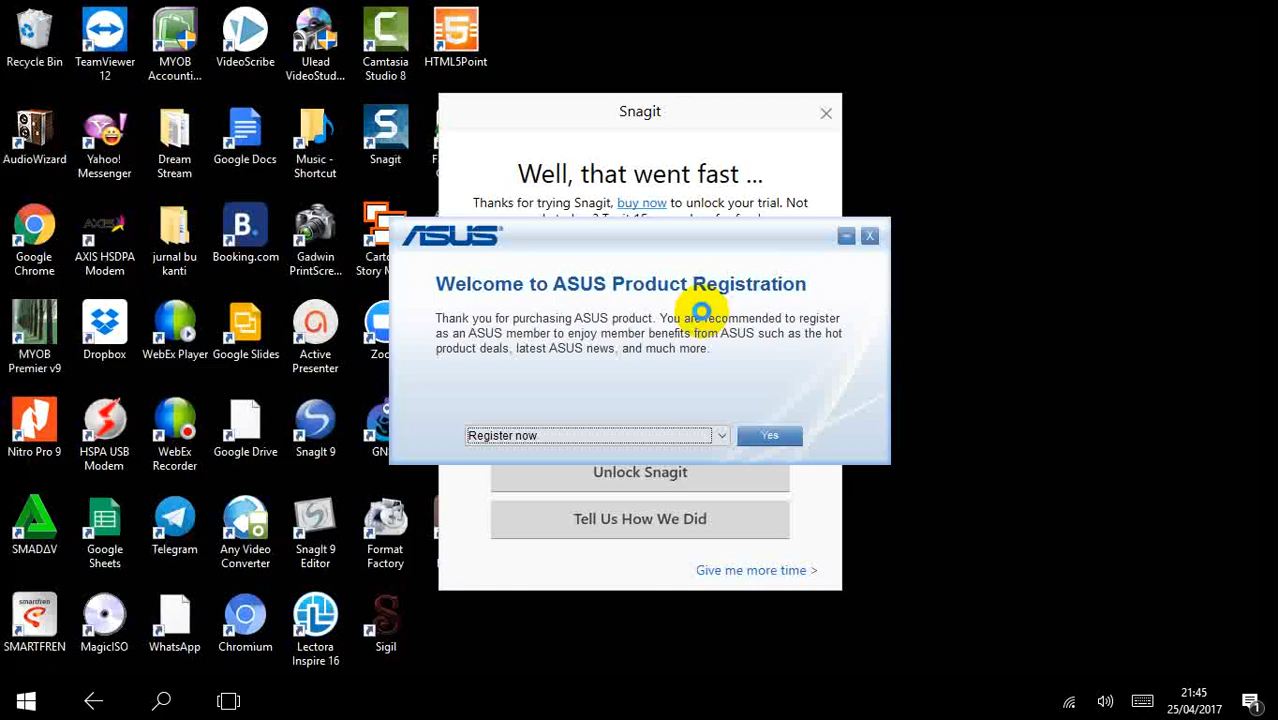 Recycle Bin
TeamViewer 12
MYOB Accounti...
VideoScribe
Ulead VideoStud...
Camtasia Studio 8
HTML5Point
AudioWizard
Yahoo! Messenger
Dream Stream
Google Docs
Music - Shortcut
Snagit
Google Chrome
AXIS HSDPA Modem
jurnal bu kanti
Booking.com
Gadwin PrintScre...
MYOB Premier v9
Dropbox
WebEx Player
Google Slides
Active Presenter
Nitro Pro 9
HSPA USB Modem
WebEx Recorder
Google Drive
SnagIt 9
SMADΔV
Google Sheets
Telegram
Any Video Converter
SnagIt 9 Editor
Format Factory
smartfren
SMARTFREN
MagicISO
WhatsApp
Chromium
Lectora Inspire 16
Sigil
Snagit
Well, that went fast ...
Thanks for trying Snagit, buy now to unlock your trial. Not
ASUS
Welcome to ASUS Product Registration
Thank you for purchasing ASUS product. You are recommended to register
as an ASUS member to enjoy member benefits from ASUS such as the hot
product deals, latest ASUS news, and much more.
Register now
Yes
Unlock Snagit
Tell Us How We Did
Give me more time >
21:45
25/04/2017
1